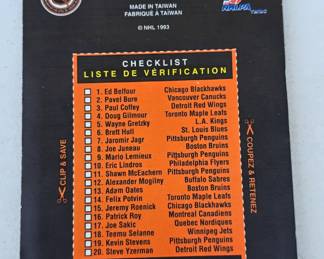 MADE IN TAIWAN
FABRIQUÉ À TAIWAN
© NHL 1993
NHLPA
CHECKLIST
LISTE DE VÉRIFICATION
1. Ed Belfour Chicago Blackhawks
2. Pavel Bure Vancouver Canucks
3. Paul Coffey Detroit Red Wings
4. Doug Gilmour Toronto Maple Leafs
5. Wayne Gretzky L.A. Kings
6. Brett Hull St. Louis Blues
7. Jaromir Jagr Pittsburgh Penguins
8. Joe Juneau Boston Bruins
9. Mario Lemieux Pittsburgh Penguins
10. Eric Lindros Philadelphia Flyers
11. Shawn McEachern Pittsburgh Penguins
12. Alexander Mogilny Buffalo Sabres
13. Adam Oates Boston Bruins
14. Felix Potvin Toronto Maple Leafs
15. Jeremy Roenick Chicago Blackhawks
16. Patrick Roy Montreal Canadiens
17. Joe Sakic Quebec Nordiques
18. Teemu Selanne Winnipeg Jets
19. Kevin Stevens Pittsburgh Penguins
20. Steve Yzerman Detroit Red Wings
CLIP & SAVE
COUPEZ & RETENEZ